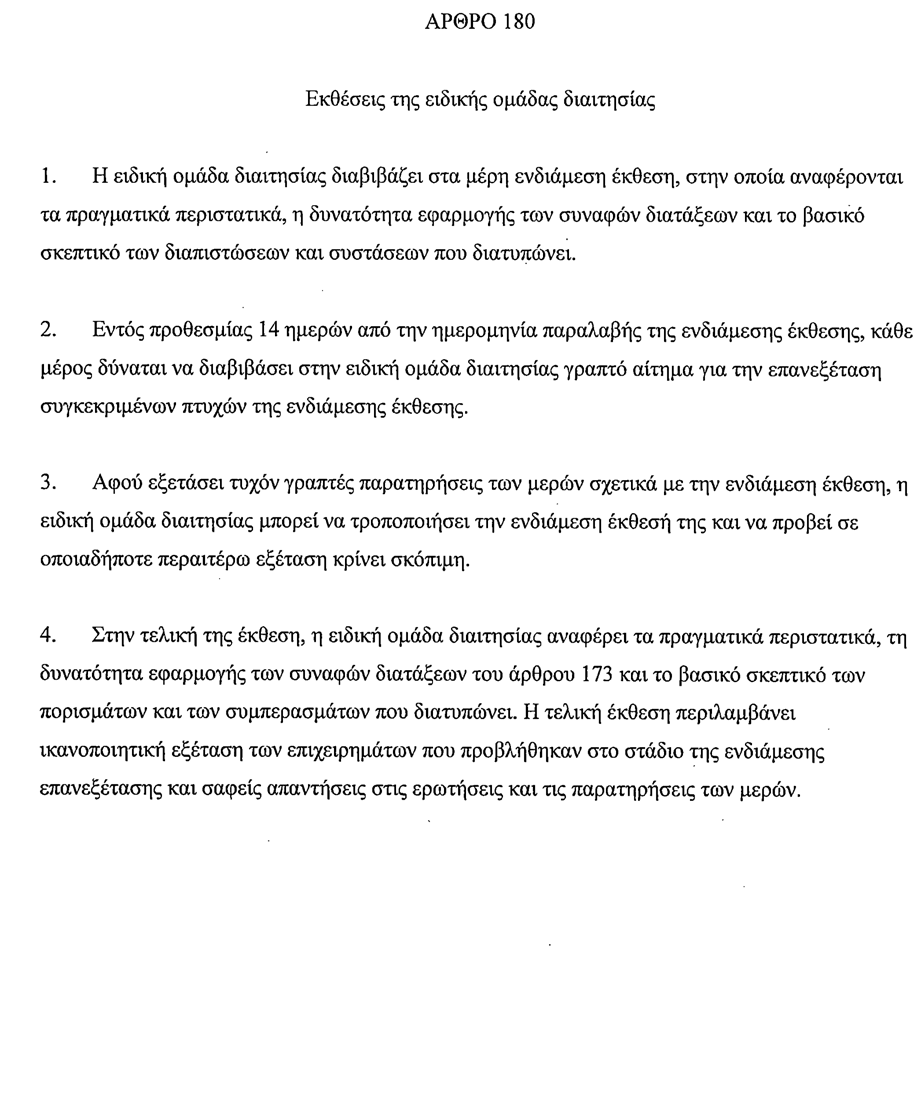 ΑΡΘΡΟ 180
Εκθέσεις της ειδικής ομάδας διαιτησίας
1. Η ειδική ομάδα διαιτησίας διαβιβάζει στα μέρη ενδιάμεση έκθεση, στην οποία αναφέρονται
τα πραγματικά περιστατικά, η δυνατότητα εφαρμογής των συναφών διατάξεων και το βασικό
σκεπτικό των διαπιστώσεων και συστάσεων που διατυπώνει.
2. Εντός προθεσμίας 14 ημερών από την ημερομηνία παραλαβής της ενδιάμεσης έκθεσης, κάθε
μέρος δύναται να διαβιβάσει στην ειδική ομάδα διαιτησίας γραπτό αίτημα για την επανεξέταση
συγκεκριμένων πτυχών της ενδιάμεσης έκθεσης.
3. Αφού εξετάσει τυχόν γραπτές παρατηρήσεις των μερών σχετικά με την ενδιάμεση έκθεση, η
ειδική ομάδα διαιτησίας μπορεί να τροποποιήσει την ενδιάμεση έκθεσή της και να προβεί σε
οποιαδήποτε περαιτέρω εξέταση κρίνει σκόπιμη.
4. Στην τελική της έκθεση, η ειδική ομάδα διαιτησίας αναφέρει τα πραγματικά περιστατικά, τη
δυνατότητα εφαρμογής των συναφών διατάξεων του άρθρου 173 και το βασικό σκεπτικό των
πορισμάτων και των συμπερασμάτων που διατυπώνει. Η τελική έκθεση περιλαμβάνει
ικανοποιητική εξέταση των επιχειρημάτων που προβλήθηκαν στο στάδιο της ενδιάμεσης
επανεξέτασης και σαφείς απαντήσεις στις ερωτήσεις και τις παρατηρήσεις των μερών.